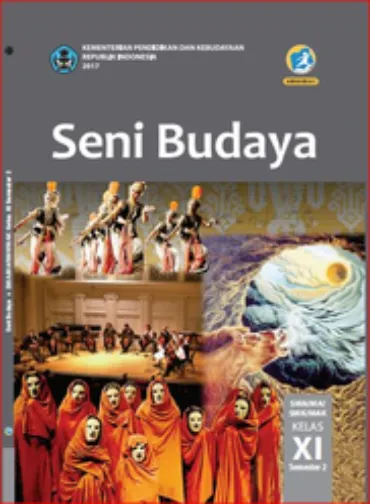 KEMENTERIAN PENDIDIKAN DAN KEBUDAYAAN
REPUBLIK INDONESIA
2017
Seni Budaya
SMA/MA/
SMK/MAK
KELAS
XI
Semester 2